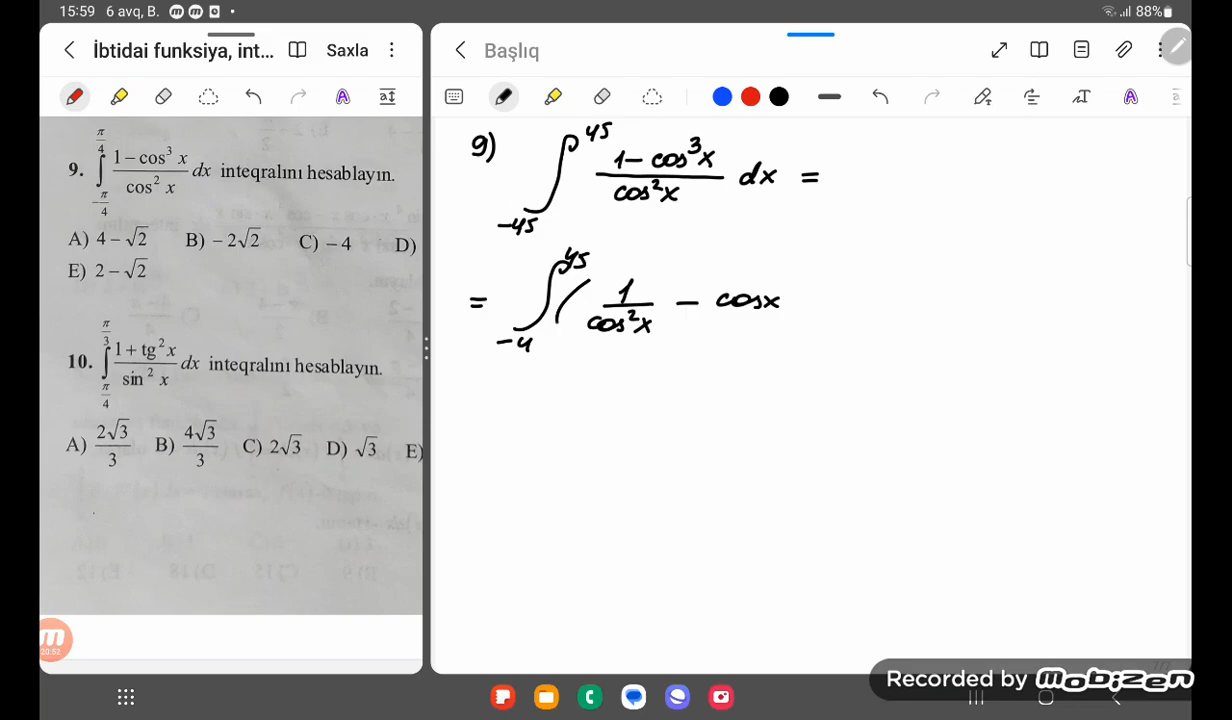 15:59 6 avq, B. 88%
İbtidai funksiya, int... Saxla
Başlıq
9. ∫_{-π/4}^{π/4} (1 − cos³ x)/(cos² x) dx inteqralını hesablayın.
A) 4 − √2 B) − 2√2 C) − 4 D)
E) 2 − √2
10. ∫_{π/4}^{π/3} (1 + tg² x)/(sin² x) dx inteqralını hesablayın.
A) 2√3/3 B) 4√3/3 C) 2√3 D) √3 E)
20:52
9) ∫_{-45}^{45} (1 − cos³x)/(cos²x) dx =
= ∫_{-4}^{45} ( 1/(cos²x) − cosx
Recorded by mobizen